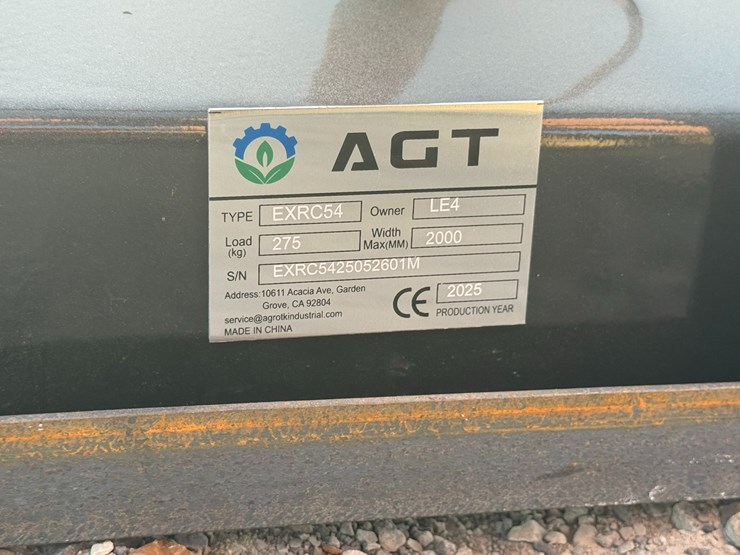 AGT
TYPE EXRC54 Owner LE4
Load (kg) 275 Width Max(MM) 2000
S/N EXRC5425052601M
Address:10611 Acacia Ave, Garden
Grove, CA 92804
service@agrotkindustrial.com
MADE IN CHINA
CE 2025
PRODUCTION YEAR